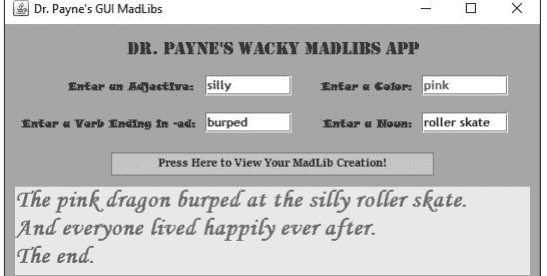 Dr. Payne's GUI MadLibs
DR. PAYNE'S WACKY MADLIBS APP
Enter an Adjective: silly Enter a Color: pink
Enter a Verb Ending in -ed: burped Enter a Noun: roller skate
Press Here to View Your MadLib Creation!
The pink dragon burped at the silly roller skate.
And everyone lived happily ever after.
The end.